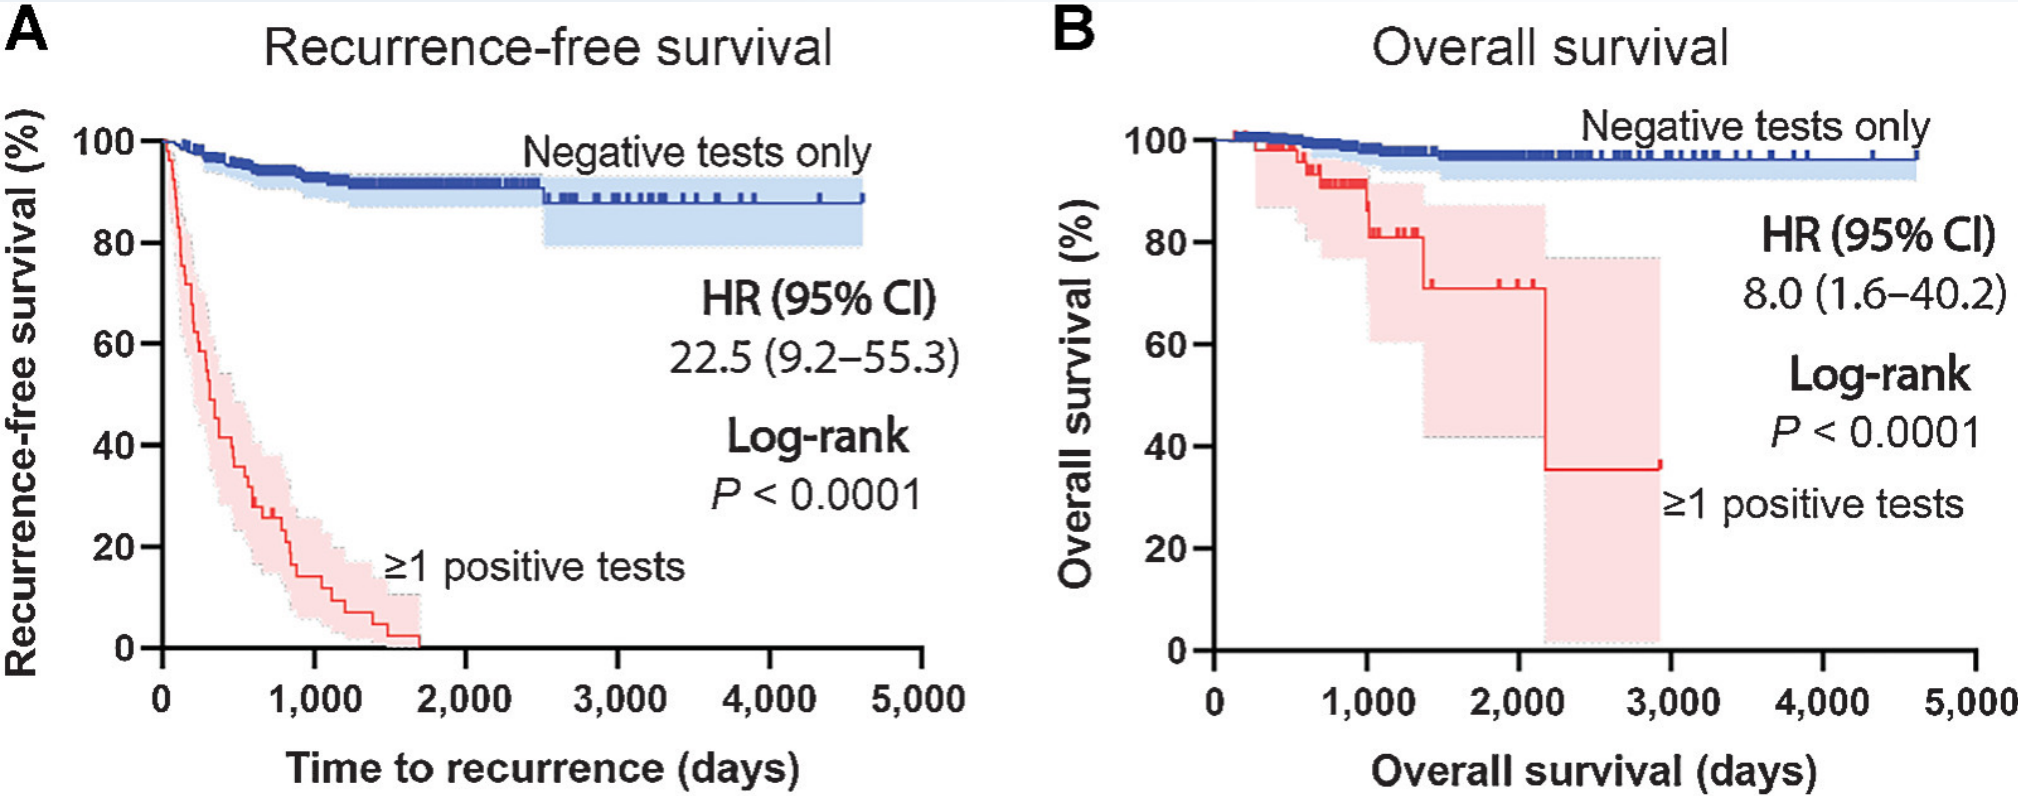 A
Recurrence-free survival
Recurrence-free survival (%)
100
80
60
40
20
0
Negative tests only
HR (95% CI)
22.5 (9.2–55.3)
Log-rank
P < 0.0001
≥1 positive tests
0 1,000 2,000 3,000 4,000 5,000
Time to recurrence (days)
B
Overall survival
Overall survival (%)
100
80
60
40
20
0
Negative tests only
HR (95% CI)
8.0 (1.6–40.2)
Log-rank
P < 0.0001
≥1 positive tests
0 1,000 2,000 3,000 4,000 5,000
Overall survival (days)